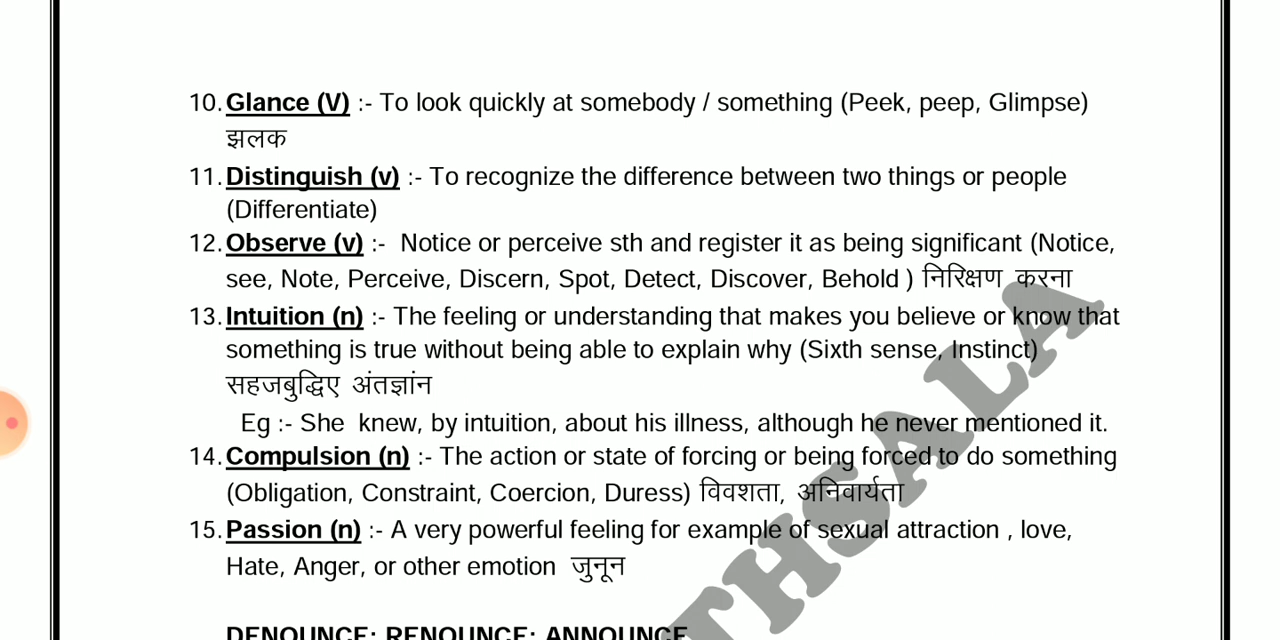 10. Glance (V) :- To look quickly at somebody / something (Peek, peep, Glimpse)
झलक
11. Distinguish (v) :- To recognize the difference between two things or people
(Differentiate)
12. Observe (v) :- Notice or perceive sth and register it as being significant (Notice,
see, Note, Perceive, Discern, Spot, Detect, Discover, Behold ) निरिक्षण करना
13. Intuition (n) :- The feeling or understanding that makes you believe or know that
something is true without being able to explain why (Sixth sense, Instinct)
सहजबुद्धिए अंतज्ञांन
Eg :- She knew, by intuition, about his illness, although he never mentioned it.
14. Compulsion (n) :- The action or state of forcing or being forced to do something
(Obligation, Constraint, Coercion, Duress) विवशता, अनिवार्यता
15. Passion (n) :- A very powerful feeling for example of sexual attraction , love,
Hate, Anger, or other emotion जुनून
DENOUNCE; RENOUNCE; ANNOUNCE
THSALA